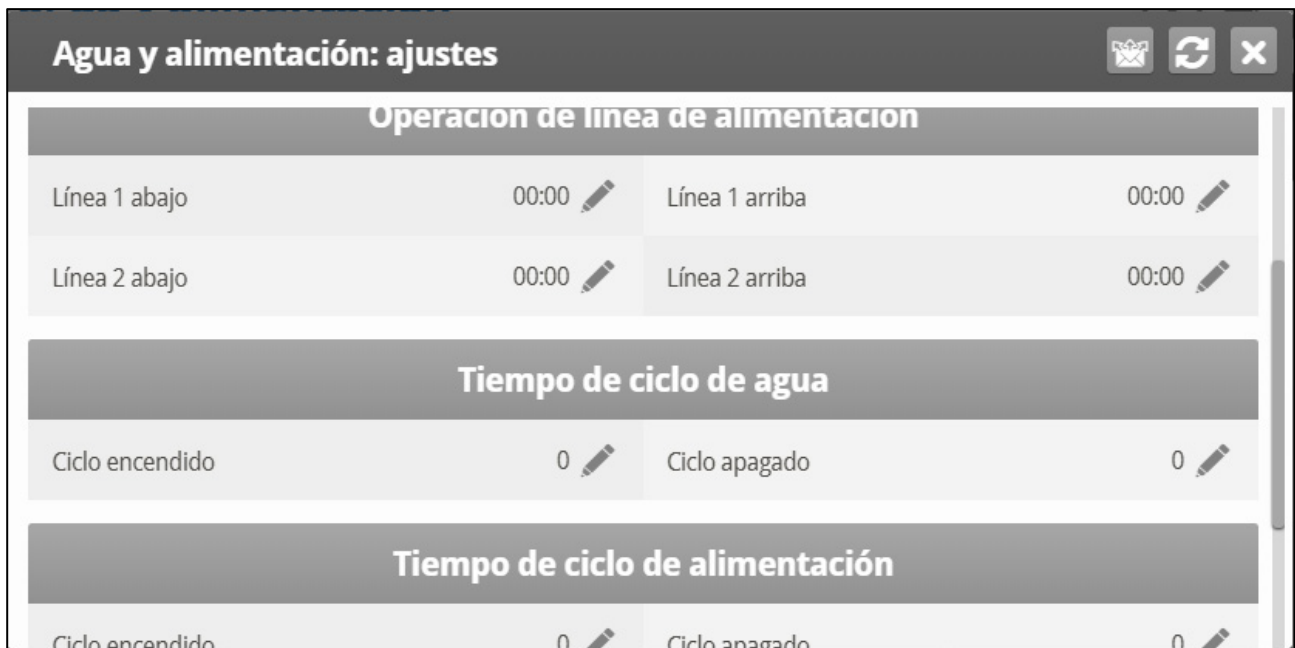 Agua y alimentación: ajustes
Operación de línea de alimentación
Línea 1 abajo 00:00 Línea 1 arriba 00:00
Línea 2 abajo 00:00 Línea 2 arriba 00:00
Tiempo de ciclo de agua
Ciclo encendido 0 Ciclo apagado 0
Tiempo de ciclo de alimentación
Ciclo encendido 0 Ciclo apagado 0